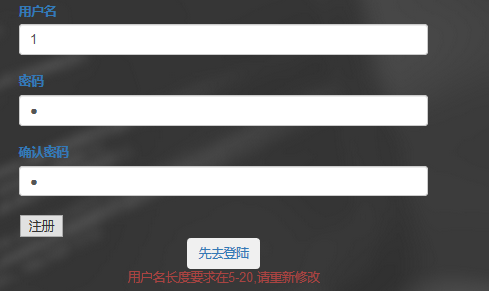 用户名
1
密码
•
确认密码
•
注册
先去登陆
用户名长度要求在5-20,请重新修改